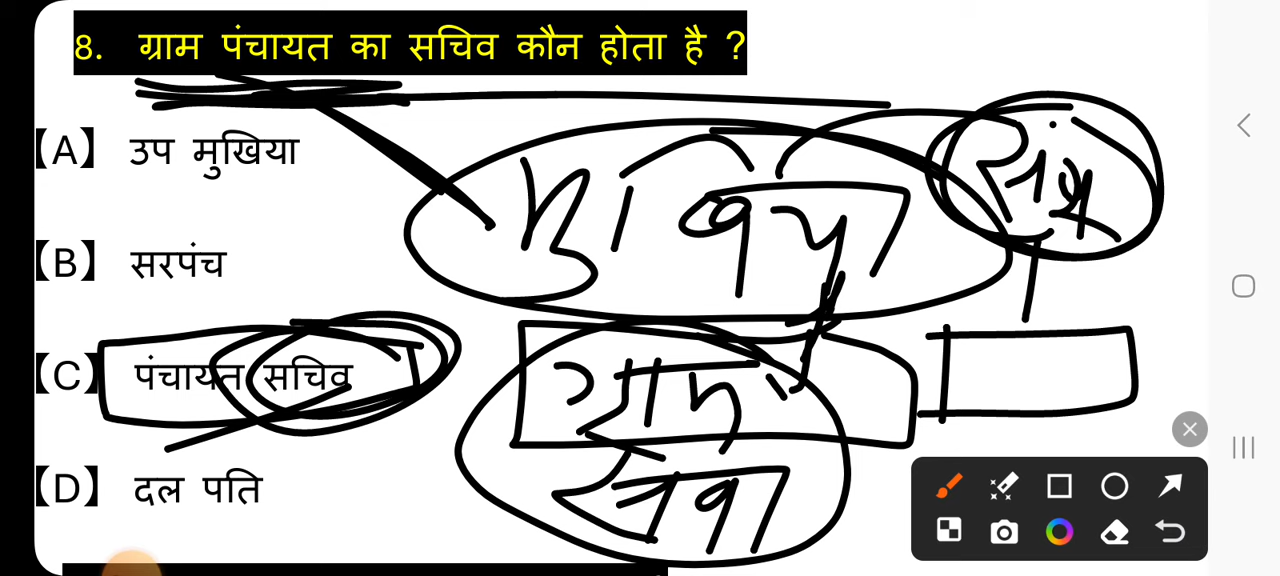 8. ग्राम पंचायत का सचिव कौन होता है ?
【A】 उप मुखिया
【B】 सरपंच
【C】 पंचायत सचिव
【D】 दल पति